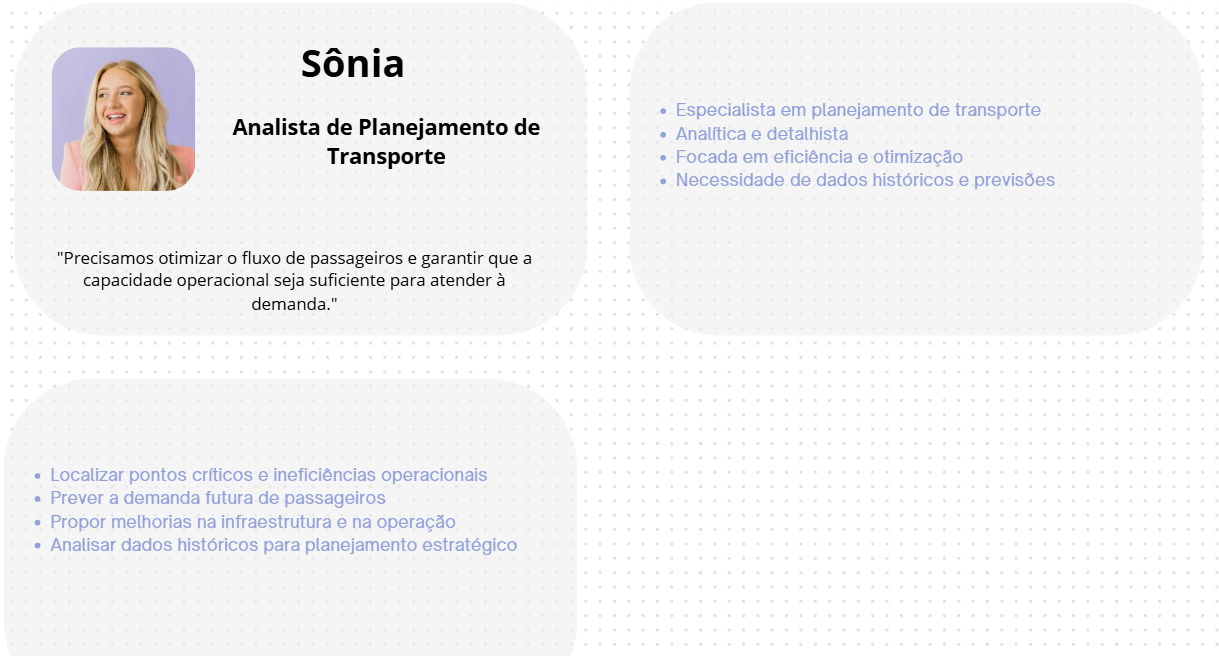 Sônia
Analista de Planejamento de
Transporte
"Precisamos otimizar o fluxo de passageiros e garantir que a
capacidade operacional seja suficiente para atender à
demanda."
• Especialista em planejamento de transporte
• Analítica e detalhista
• Focada em eficiência e otimização
• Necessidade de dados históricos e previsões
• Localizar pontos críticos e ineficiências operacionais
• Prever a demanda futura de passageiros
• Propor melhorias na infraestrutura e na operação
• Analisar dados históricos para planejamento estratégico